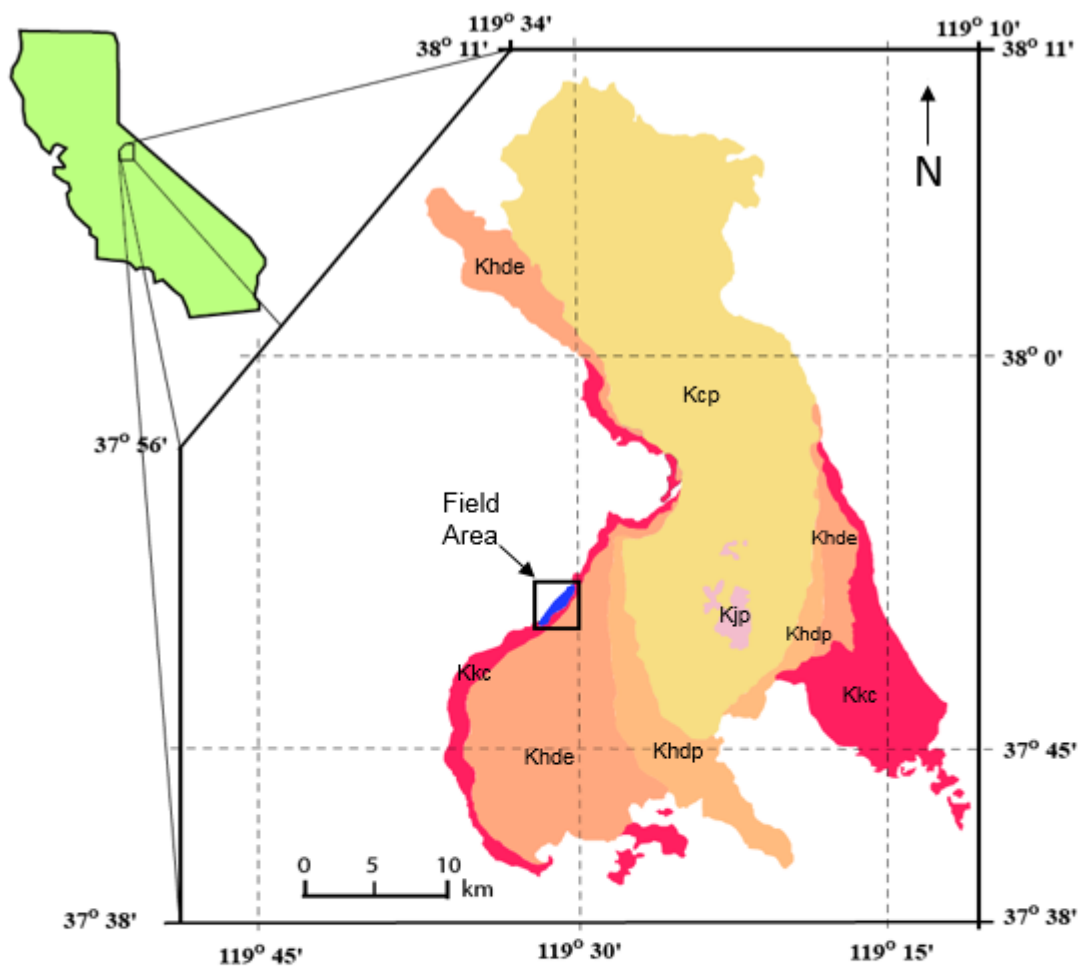 119° 34'
119° 10'
38° 11'
38° 11'
N
Khde
38° 0'
Kcp
37° 56'
Field
Area
Khde
Kjp
Khdp
Kkc
Kkc
Khde
Khdp
37° 45'
0 5 10
km
37° 38'
37° 38'
119° 45'
119° 30'
119° 15'